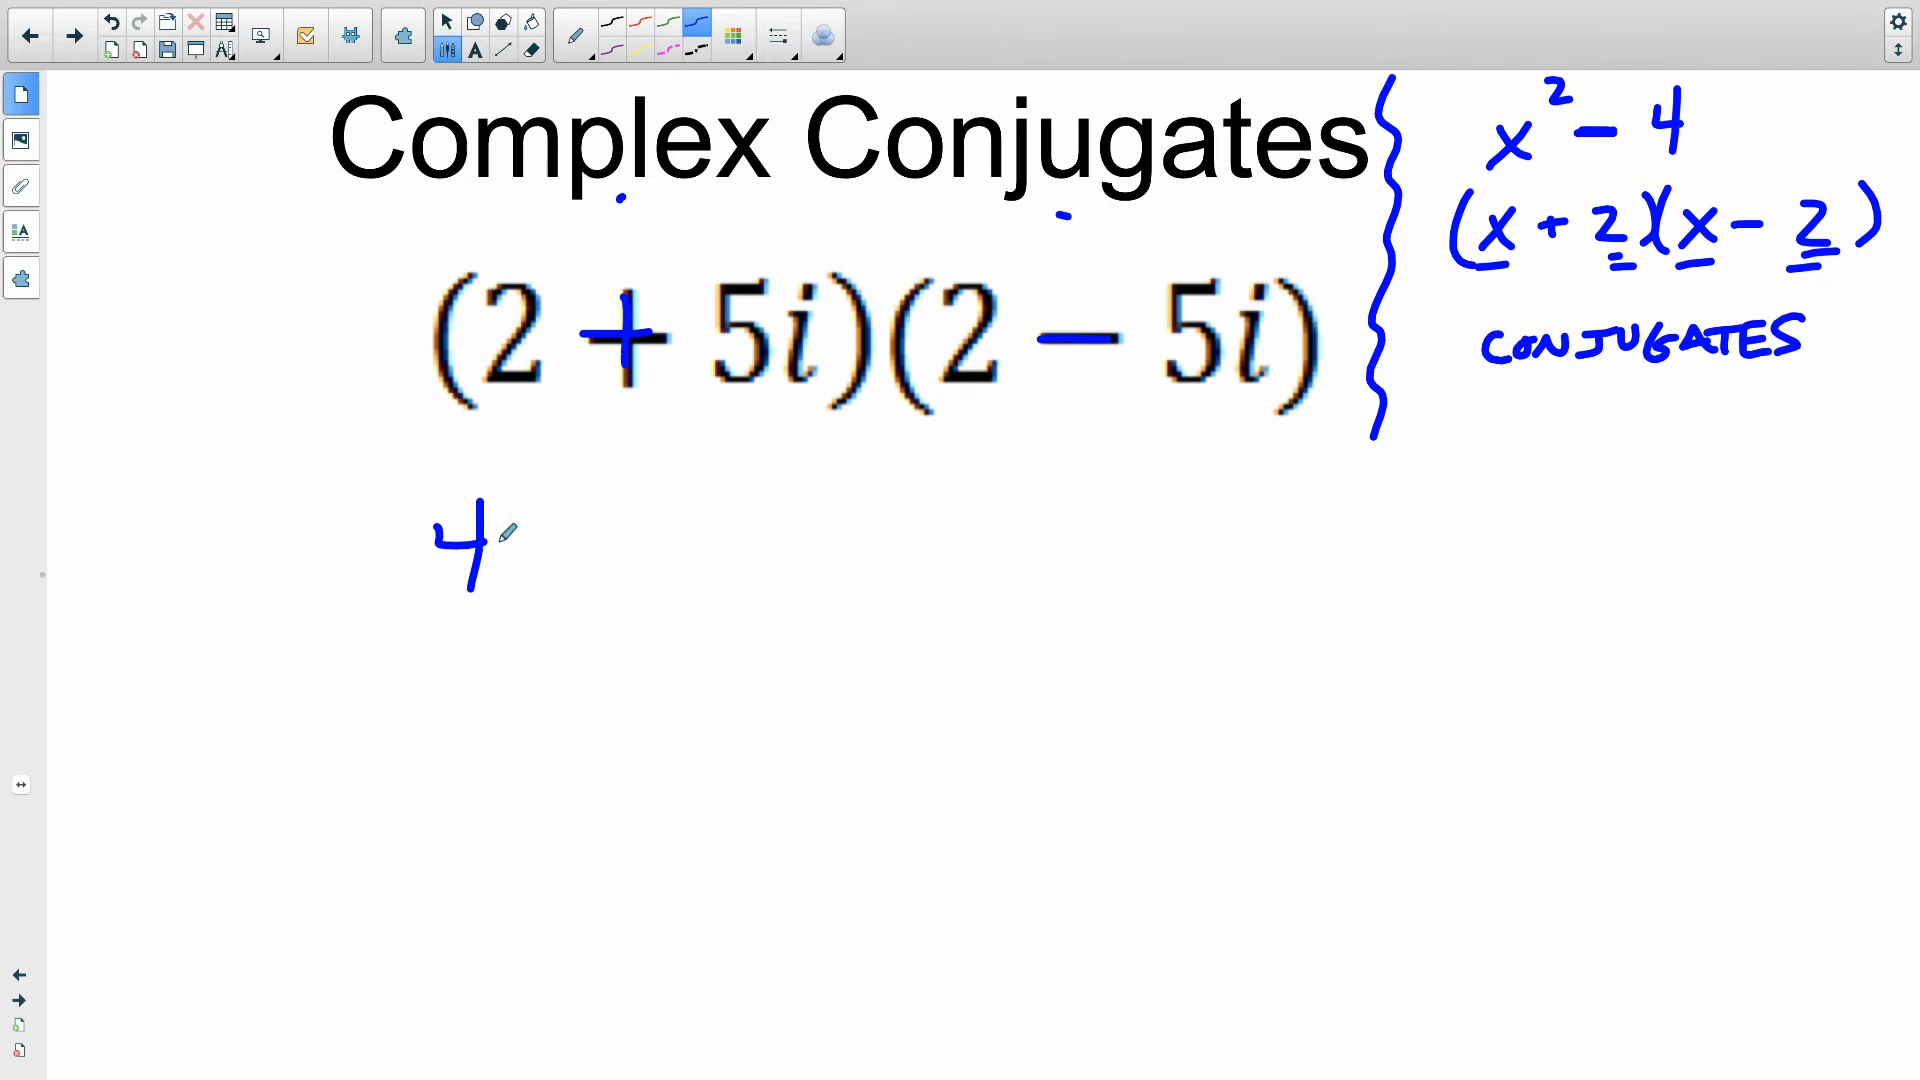 Complex Conjugates
(2 + 5i)(2 − 5i)
4
x² − 4
(x + 2)(x − 2)
CONJUGATES